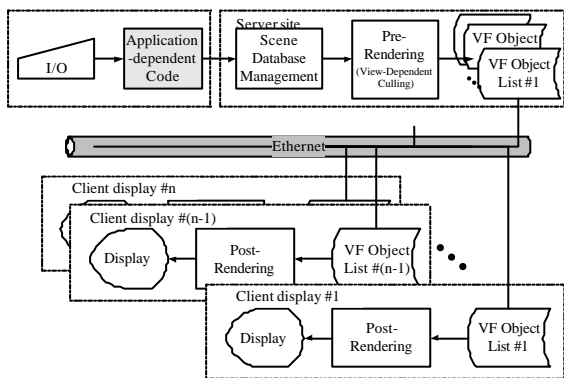 Server site
I/O
Application
-dependent
Code
Scene
Database
Management
Pre-
Rendering
(View-Dependent
Culling)
VF Object
VF Object
List #1
Ethernet
Client display #n
Client display #(n-1)
Display
Post-
Rendering
VF Object
List #(n-1)
Client display #1
Display
Post-
Rendering
VF Object
List #1